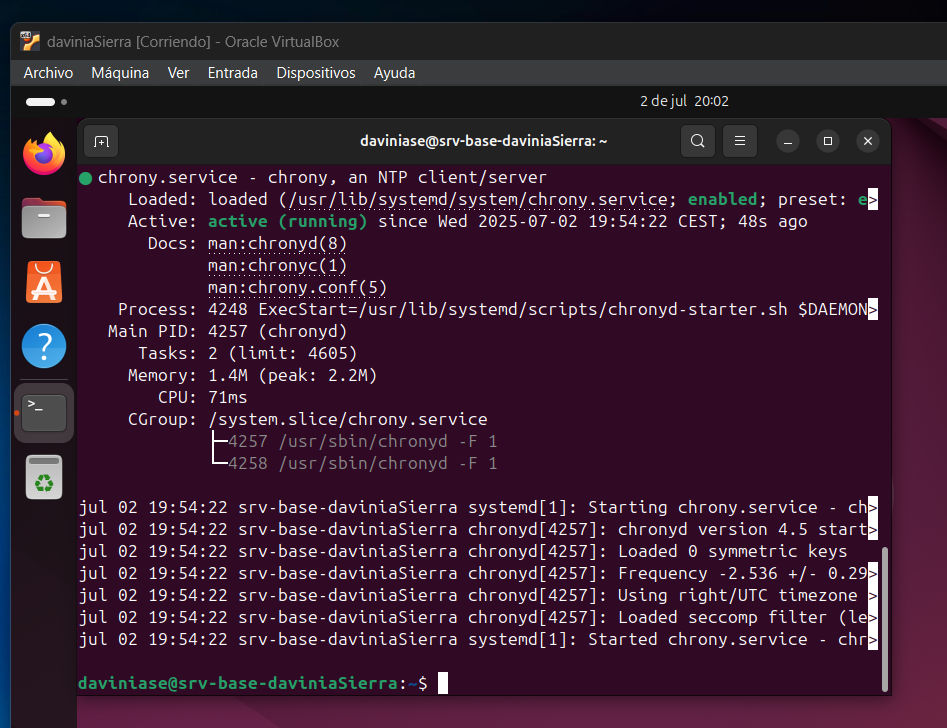 daviniaSierra [Corriendo] - Oracle VirtualBox
Archivo Máquina Ver Entrada Dispositivos Ayuda
2 de jul 20:02
daviniase@srv-base-daviniaSierra: ~
chrony.service - chrony, an NTP client/server
Loaded: loaded (/usr/lib/systemd/system/chrony.service; enabled; preset: e>
Active: active (running) since Wed 2025-07-02 19:54:22 CEST; 48s ago
Docs: man:chronyd(8)
man:chronyc(1)
man:chrony.conf(5)
Process: 4248 ExecStart=/usr/lib/systemd/scripts/chronyd-starter.sh $DAEMON>
Main PID: 4257 (chronyd)
Tasks: 2 (limit: 4605)
Memory: 1.4M (peak: 2.2M)
CPU: 71ms
CGroup: /system.slice/chrony.service
├─4257 /usr/sbin/chronyd -F 1
└─4258 /usr/sbin/chronyd -F 1
jul 02 19:54:22 srv-base-daviniaSierra systemd[1]: Starting chrony.service - ch>
jul 02 19:54:22 srv-base-daviniaSierra chronyd[4257]: chronyd version 4.5 start>
jul 02 19:54:22 srv-base-daviniaSierra chronyd[4257]: Loaded 0 symmetric keys
jul 02 19:54:22 srv-base-daviniaSierra chronyd[4257]: Frequency -2.536 +/- 0.29>
jul 02 19:54:22 srv-base-daviniaSierra chronyd[4257]: Using right/UTC timezone >
jul 02 19:54:22 srv-base-daviniaSierra chronyd[4257]: Loaded seccomp filter (le>
jul 02 19:54:22 srv-base-daviniaSierra systemd[1]: Started chrony.service - chr>
daviniase@srv-base-daviniaSierra:~$